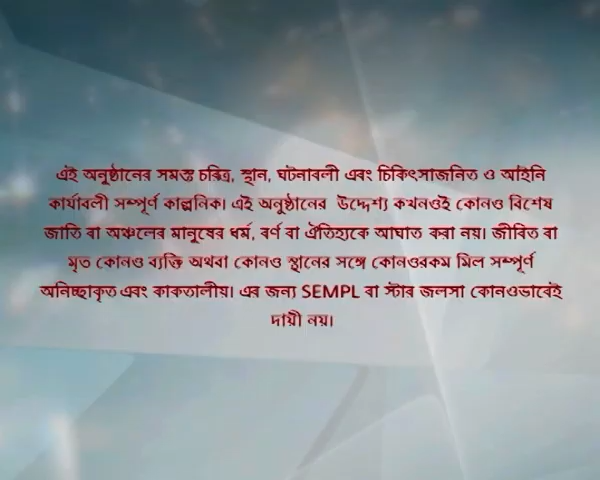 এই অনুষ্ঠানের সমস্ত চরিত্র, স্থান, ঘটনাবলী এবং চিকিৎসাজনিত ও আইনি
কার্যাবলী সম্পূর্ণ কাল্পনিক। এই অনুষ্ঠানের উদ্দেশ্য কখনওই কোনও বিশেষ
জাতি বা অঞ্চলের মানুষের ধর্ম, বর্ণ বা ঐতিহ্যকে আঘাত করা নয়। জীবিত বা
মৃত কোনও ব্যক্তি অথবা কোনও স্থানের সঙ্গে কোনওরকম মিল সম্পূর্ণ
অনিচ্ছাকৃত এবং কাকতালীয়। এর জন্য SEMPL বা স্টার জলসা কোনওভাবেই
দায়ী নয়।